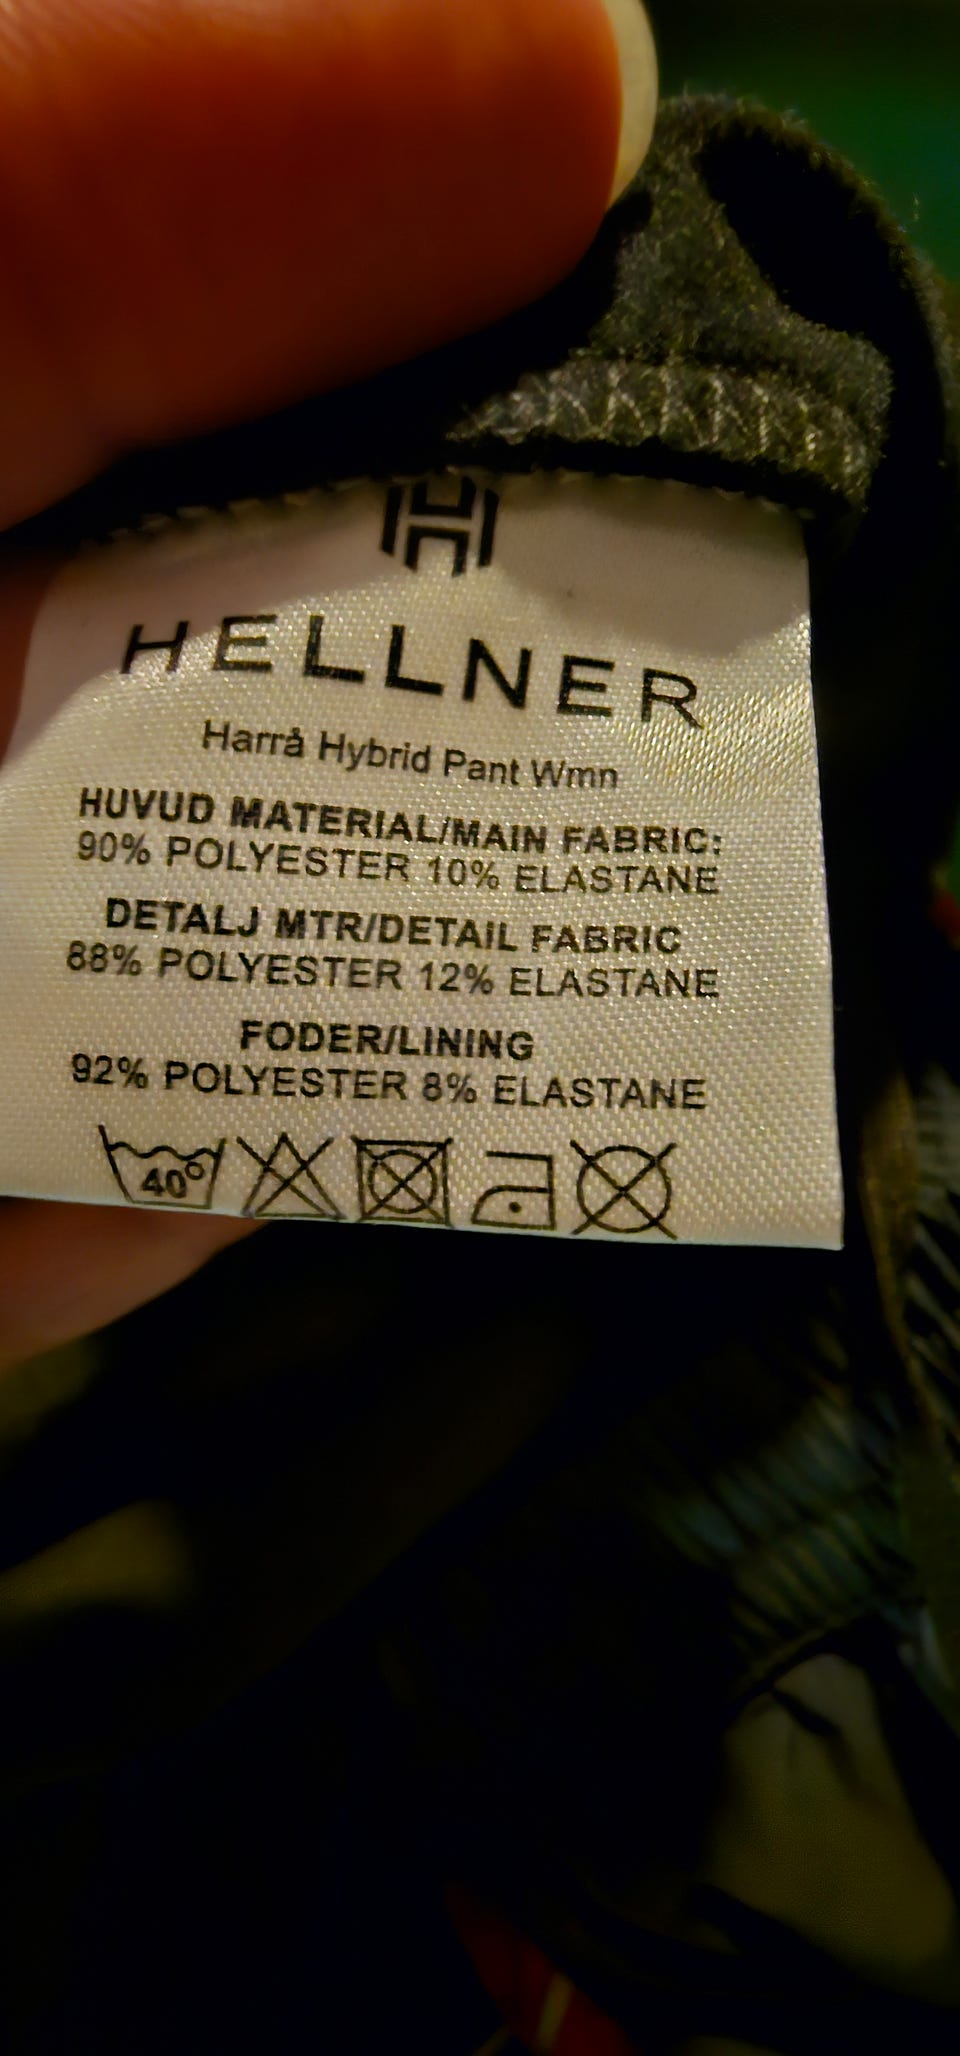 HELLNER
Harrå Hybrid Pant Wmn
HUVUD MATERIAL/MAIN FABRIC:
90% POLYESTER 10% ELASTANE
DETALJ MTR/DETAIL FABRIC
88% POLYESTER 12% ELASTANE
FODER/LINING
92% POLYESTER 8% ELASTANE
40°